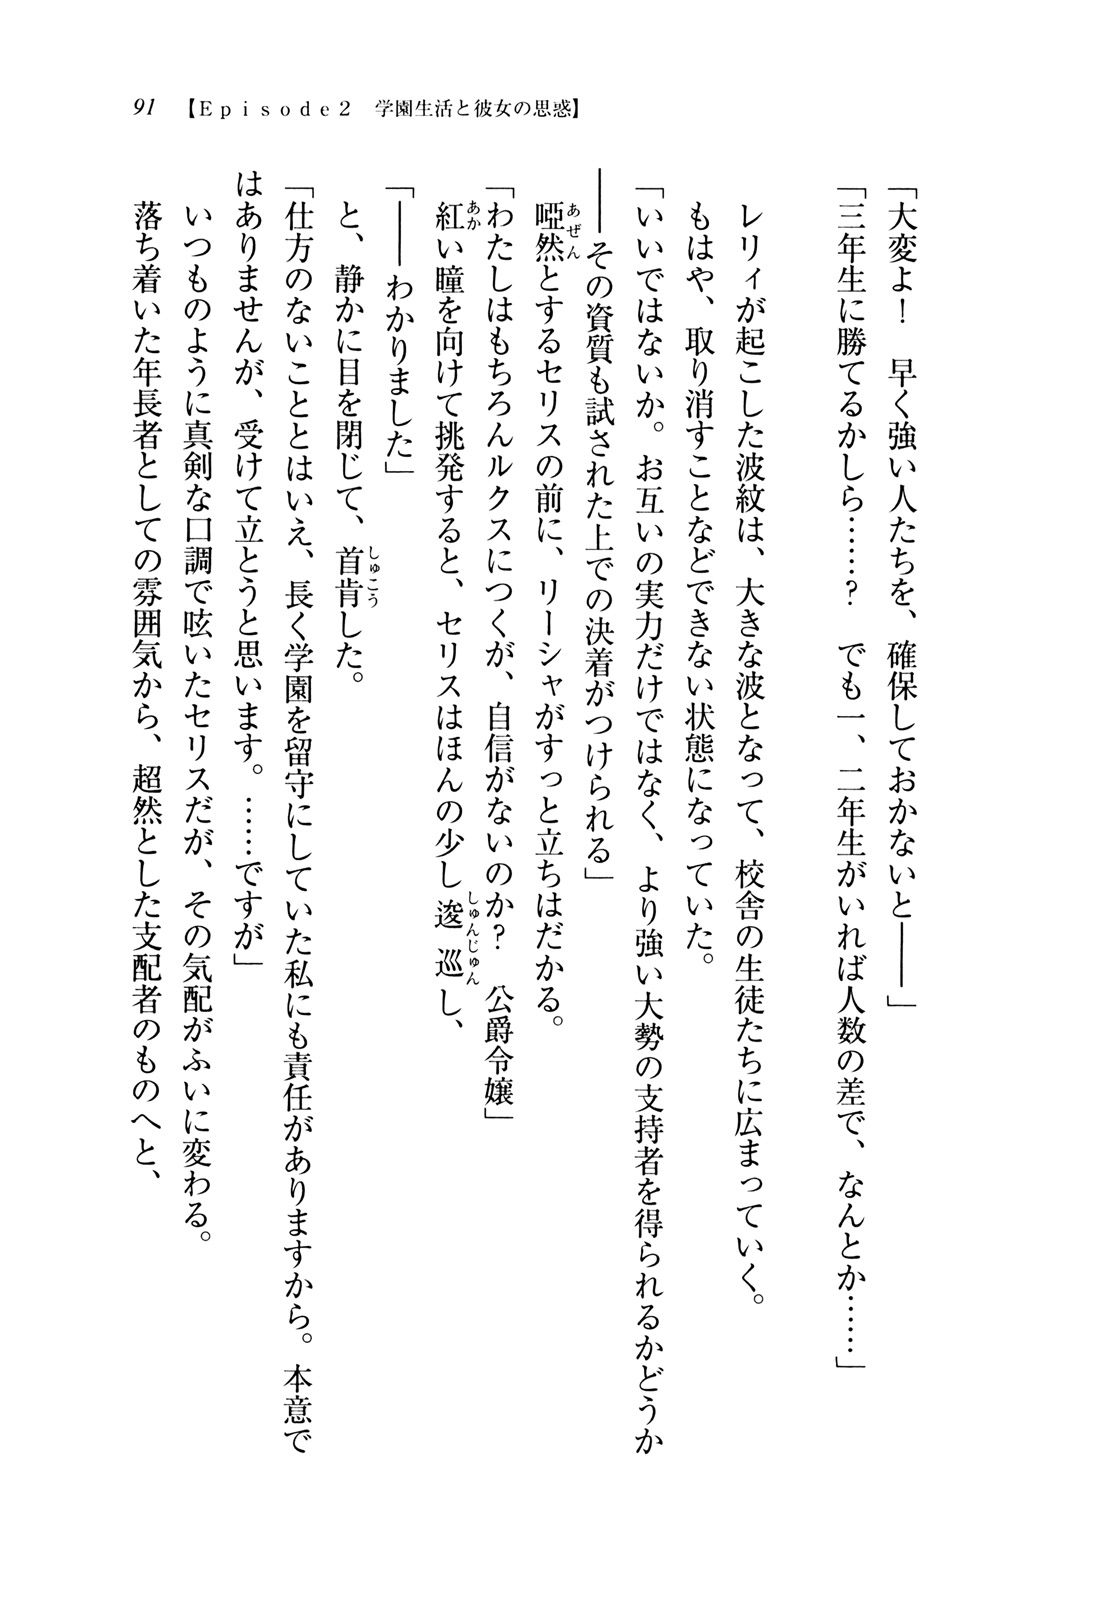 91 【Episode2　学園生活と彼女の思惑】
「大変よ！　早く強い人たちを、確保しておかないと――」
「三年生に勝てるかしら……？　でも一、二年生がいれば人数の差で、なんとか……」
レリィが起こした波紋は、大きな波となって、校舎の生徒たちに広まっていく。
もはや、取り消すことなどできない状態になっていた。
「いいではないか。お互いの実力だけではなく、より強い大勢の支持者を得られるかどうか
――その資質も試された上での決着がつけられる」
啞然とするセリスの前に、リーシャがすっと立ちはだかる。
「わたしはもちろんルクスにつくが、自信がないのか？　公爵令嬢」
紅い瞳を向けて挑発すると、セリスはほんの少し逡巡し、
「――わかりました」
と、静かに目を閉じて、首肯した。
「仕方のないこととはいえ、長く学園を留守にしていた私にも責任がありますから。本意で
はありませんが、受けて立とうと思います。……ですが」
いつものように真剣な口調で呟いたセリスだが、その気配がふいに変わる。
落ち着いた年長者としての雰囲気から、超然とした支配者のものへと、